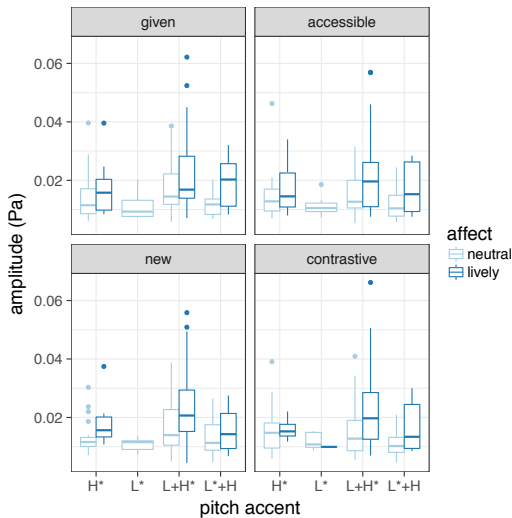 given
accessible
0.06
0.04
0.02
new
contrastive
0.06
0.04
0.02
H*
L*
L+H*
L*+H
H*
L*
L+H*
L*+H
pitch accent
amplitude (Pa)
affect
neutral
lively